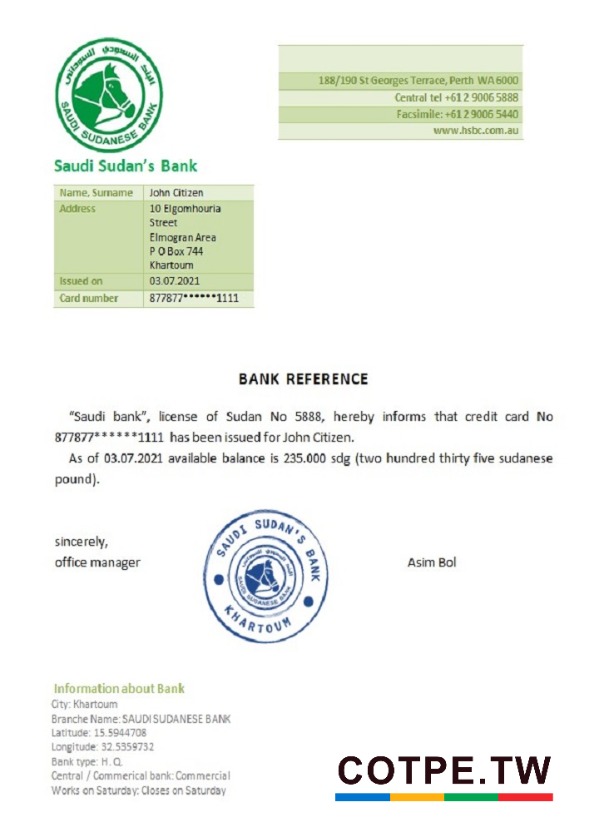 البنك السعودي السوداني
SAUDI SUDANESE BANK
Saudi Sudan's Bank
188/190 St Georges Terrace, Perth WA 6000
Central tel +61 2 9006 5888
Facsimile: +61 2 9006 5440
www.hsbc.com.au
Name, Surname John Citizen
Address 10 Elgomhouria
Street
Elmogran Area
P O Box 744
Khartoum
Issued on 03.07.2021
Card number 877877******1111
BANK REFERENCE
"Saudi bank", license of Sudan No 5888, hereby informs that credit card No
877877******1111 has been issued for John Citizen.
As of 03.07.2021 available balance is 235.000 sdg (two hundred thirty five sudanese
pound).
sincerely,
office manager
SAUDI SUDAN'S BANK
KHARTOUM
البنك السعودي السوداني
SAUDI SUDANESE BANK
Asim Bol
Information about Bank
City: Khartoum
Branche Name: SAUDI SUDANESE BANK
Latitude: 15.5944708
Longitude: 32.5359732
Bank type: H. Q.
Central / Commerical bank: Commercial
Works on Saturday: Closes on Saturday
COTPE.TW